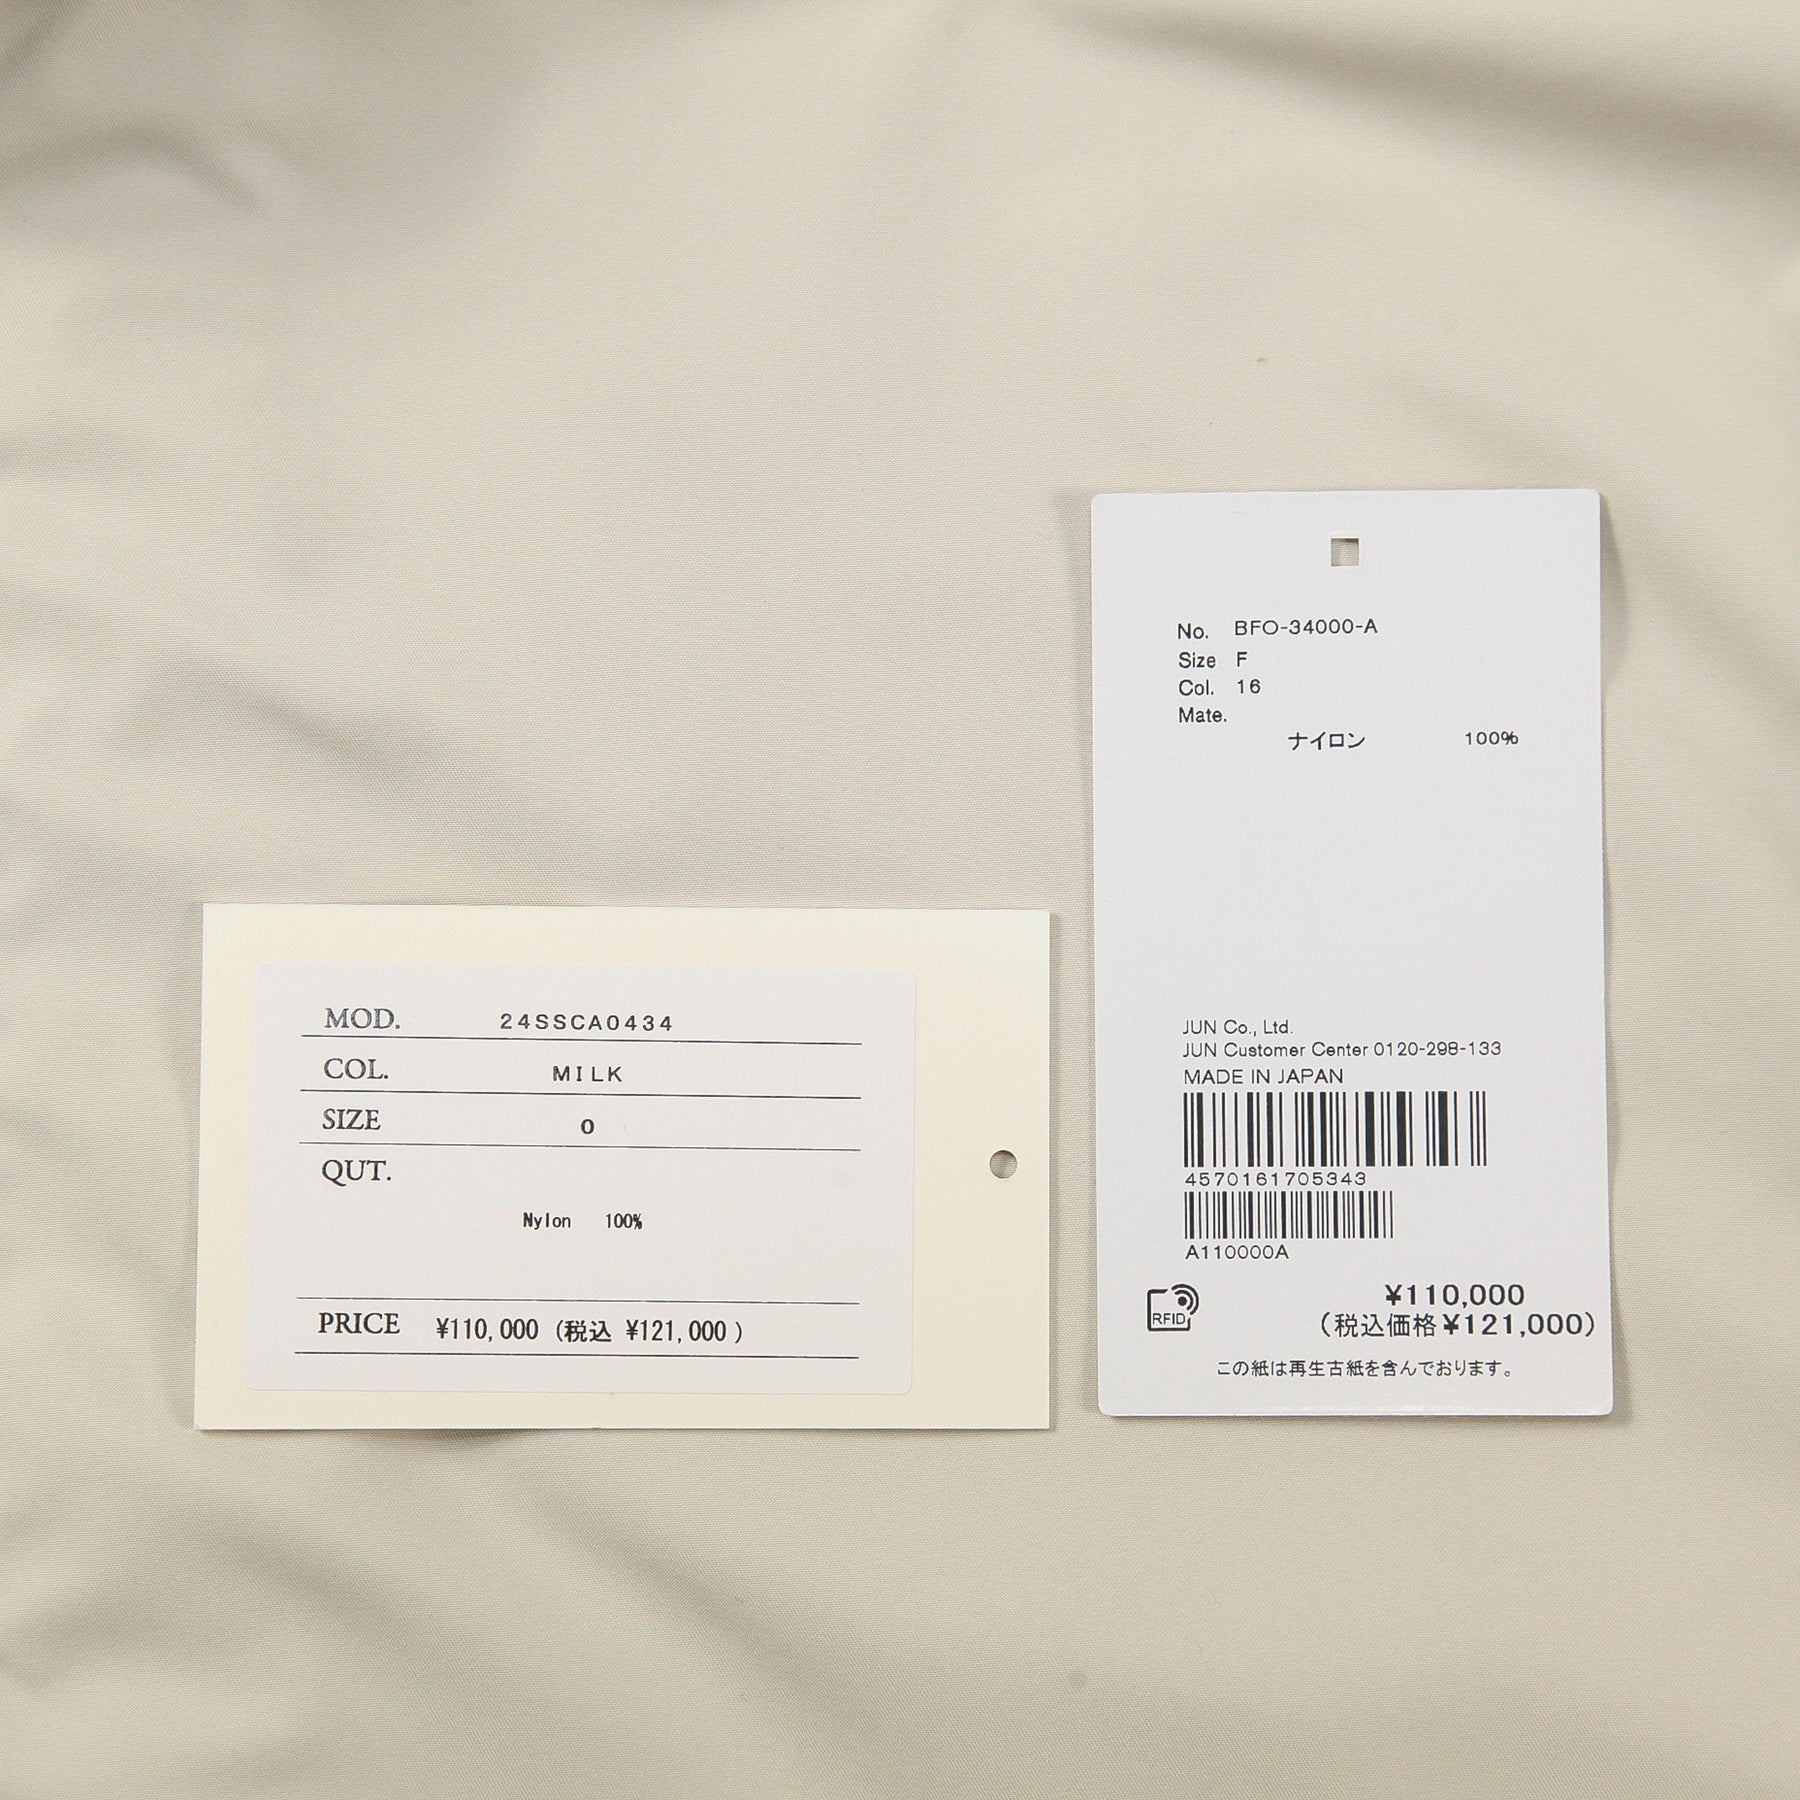 MOD. 24SSCA0434
COL. MILK
SIZE 0
QUT.
Nylon 100%
PRICE ¥110,000 (税込 ¥121,000 )
No. BFO-34000-A
Size F
Col. 16
Mate.
ナイロン 100%
JUN Co., Ltd.
JUN Customer Center 0120-298-133
MADE IN JAPAN
4570161705343
A110000A
RFID
¥110,000
(税込価格¥121,000)
この紙は再生古紙を含んでおります。